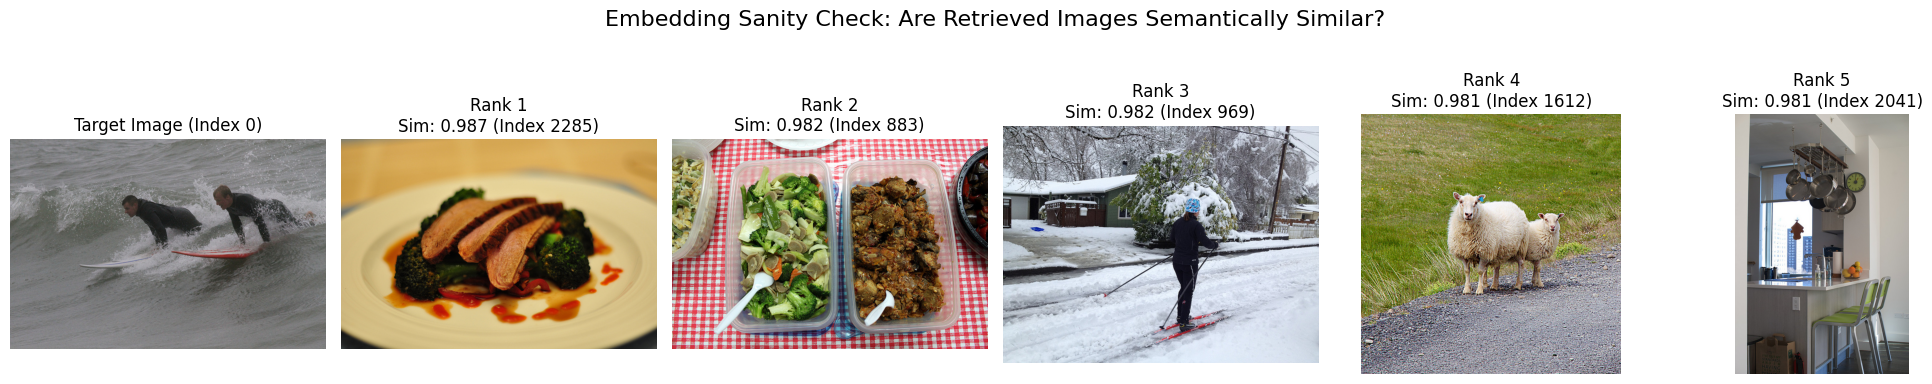 Embedding Sanity Check: Are Retrieved Images Semantically Similar?
Target Image (Index 0)
Rank 1
Sim: 0.987 (Index 2285)
Rank 2
Sim: 0.982 (Index 883)
Rank 3
Sim: 0.982 (Index 969)
Rank 4
Sim: 0.981 (Index 1612)
Rank 5
Sim: 0.981 (Index 2041)